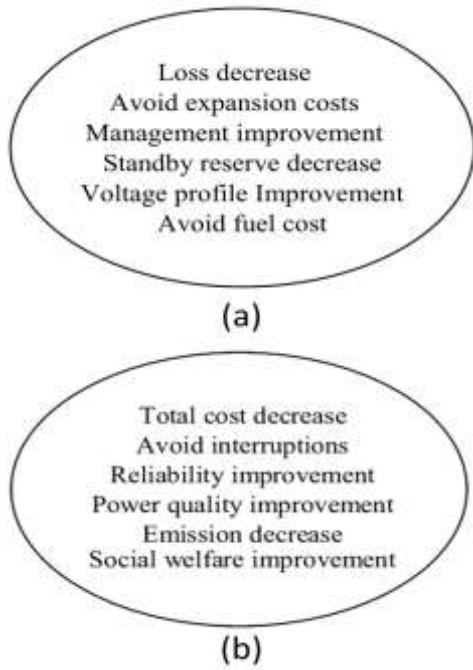 Loss decrease
Avoid expansion costs
Management improvement
Standby reserve decrease
Voltage profile Improvement
Avoid fuel cost
(a)
Total cost decrease
Avoid interruptions
Reliability improvement
Power quality improvement
Emission decrease
Social welfare improvement
(b)